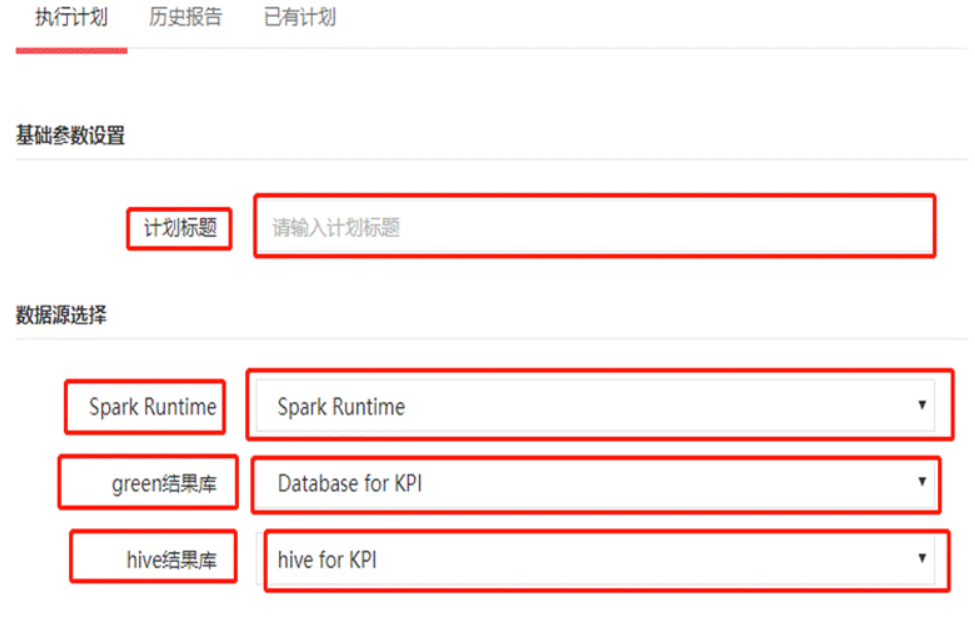 执行计划 历史报告 已有计划
基础参数设置
计划标题 请输入计划标题
数据源选择
Spark Runtime Spark Runtime
green结果库 Database for KPI
hive结果库 hive for KPI